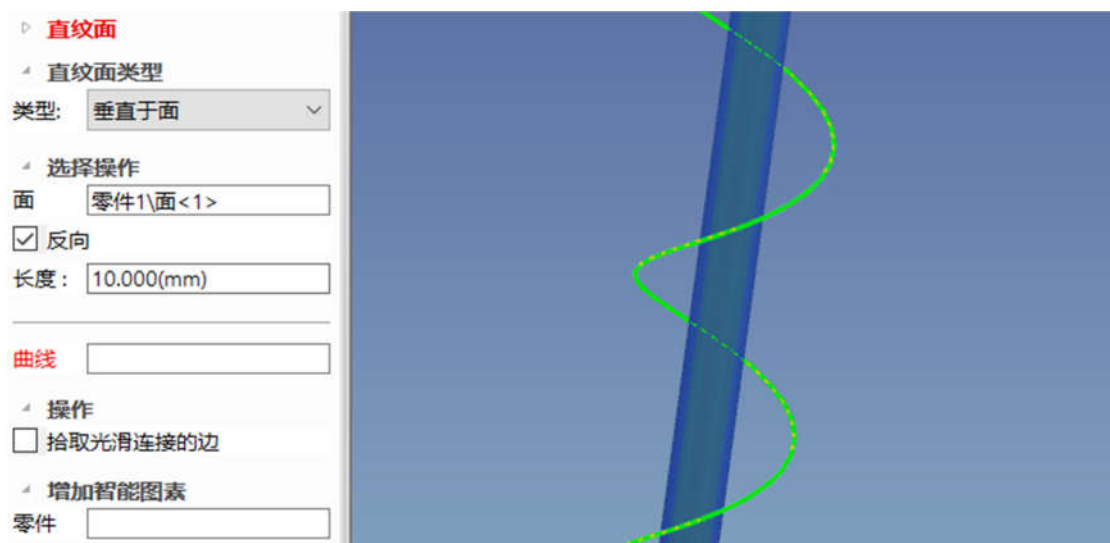 直纹面
直纹面类型
类型: 垂直于面
选择操作
面 零件1\面<1>
反向
长度: 10.000(mm)
曲线
操作
拾取光滑连接的边
增加智能图素
零件